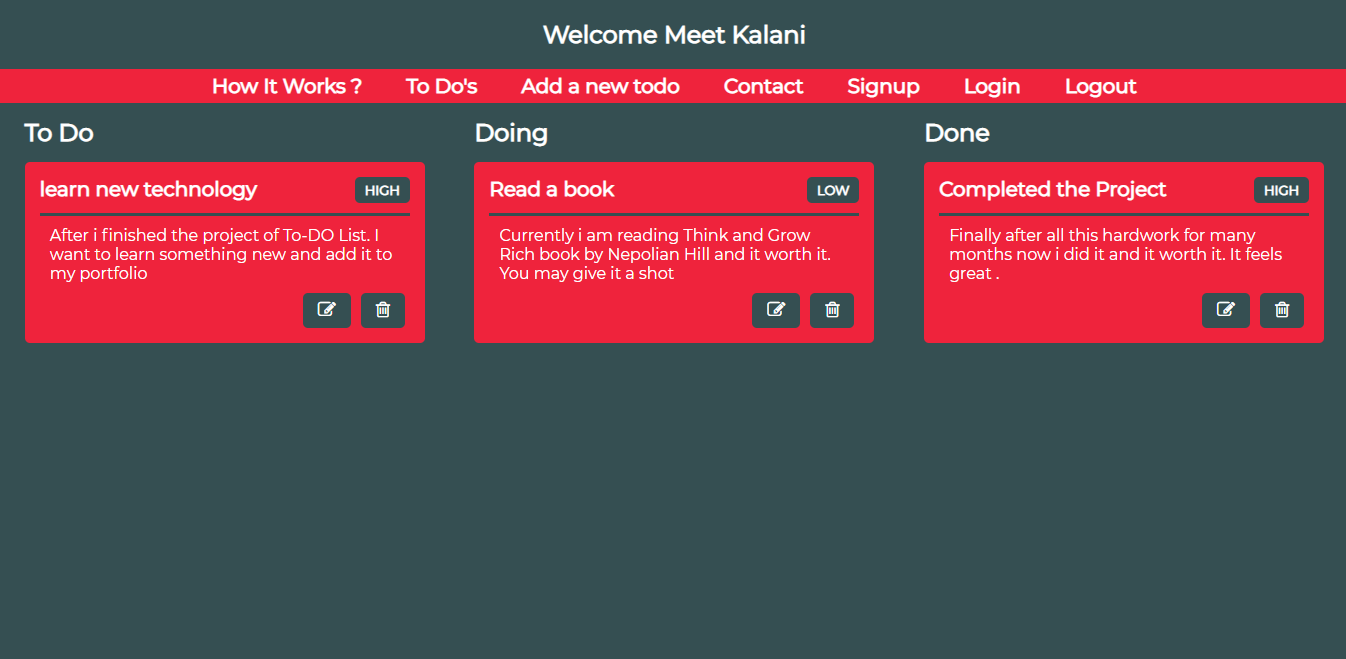 Welcome Meet Kalani
How It Works ? To Do's Add a new todo Contact Signup Login Logout
To Do
learn new technology HIGH
After i finished the project of To-DO List. I
want to learn something new and add it to
my portfolio
Doing
Read a book LOW
Currently i am reading Think and Grow
Rich book by Nepolian Hill and it worth it.
You may give it a shot
Done
Completed the Project HIGH
Finally after all this hardwork for many
months now i did it and it worth it. It feels
great .